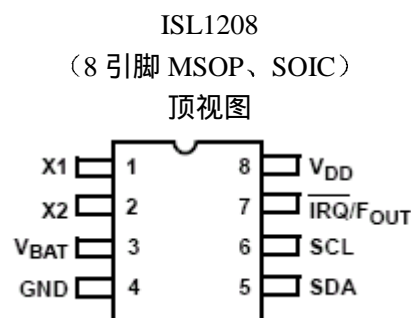 ISL1208
（8 引脚 MSOP、SOIC）
顶视图
X1 1 8 VDD
X2 2 7 IRQ/FOUT
VBAT 3 6 SCL
GND 4 5 SDA